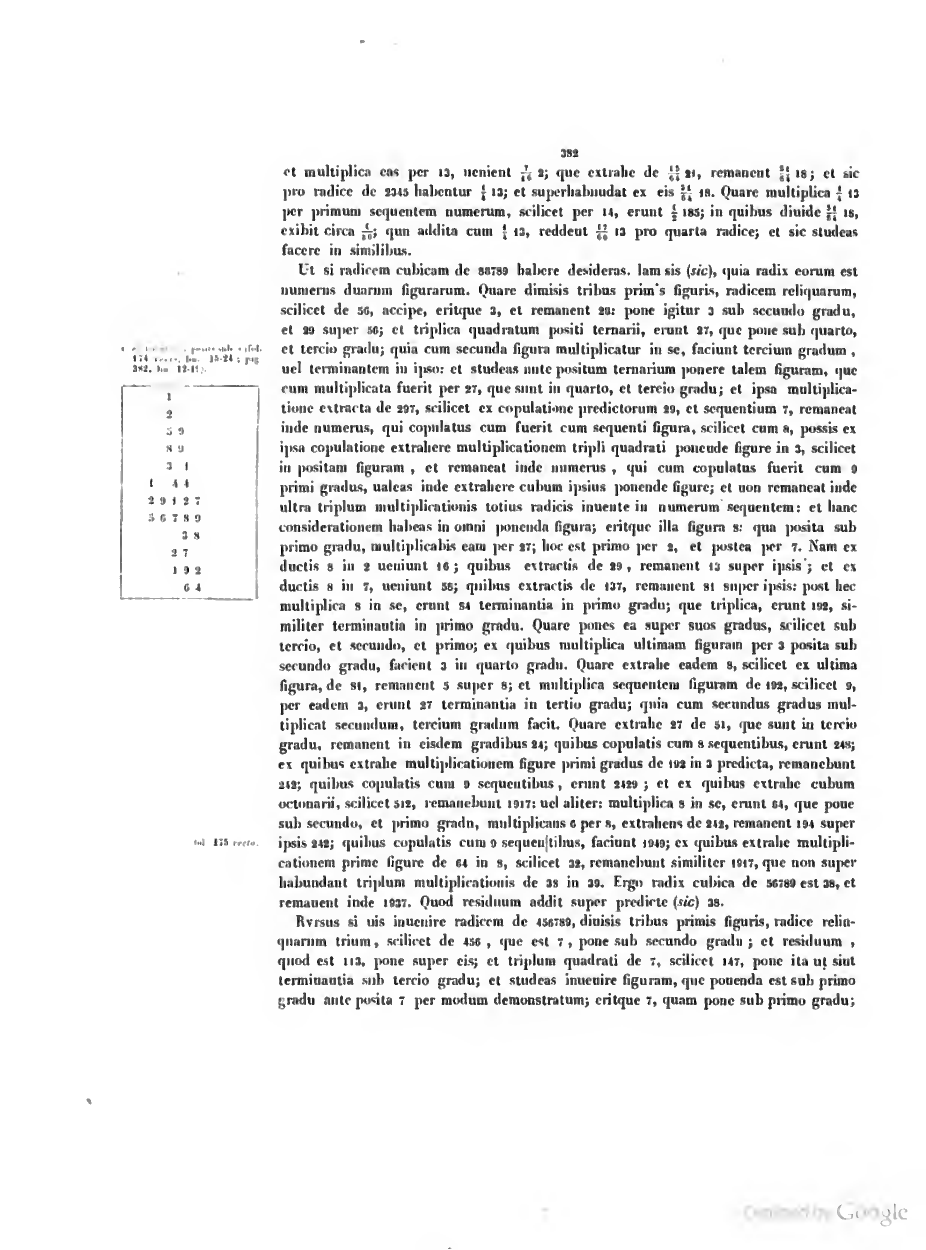 382
et multiplica eas per 13, uenient 7/16 2; que extrahe de 21, remanent 18; et sic
pro radice de 2345 habentur 1/4 13; et superhabundat ex eis 18. Quare multiplica 1/4 13
per primum sequentem numerum, scilicet per 14, erunt 1/2 185; in quibus diuide 18,
exibit circa qun addita cum 1/4 13, reddeut 13 pro quarta radice; et sic studeas
facere in similibus.
Ut si radicem cubicam de 56789 habere desideras. Iam sis (sic), quia radix eorum est
numerus duarum figurarum. Quare dimisis tribus prim's figuris, radicem reliquarum,
scilicet de 56, accipe, eritque 3, et remanent 29: pone igitur 3 sub secundo gradu,
et 29 super 56; et triplica quadratum positi ternarii, erunt 27, que pone sub quarto,
et tercio gradu; quia cum secunda figura multiplicatur in se, faciunt tercium gradum ,
uel terminantem in ipso: et studeas ante positum ternarium ponere talem figuram, que
cum multiplicata fuerit per 27, que sunt in quarto, et tercio gradu; et ipsa multiplica-
tione extracta de 297, scilicet ex copulatione predictorum 29, et sequentium 7, remaneat
inde numerus, qui copulatus cum fuerit cum sequenti figura, scilicet cum 8, possis ex
ipsa copulatione extrahere multiplicationem tripli quadrati ponende figure in 3, scilicet
in positam figuram , et remaneat inde numerus , qui cum copulatus fuerit cum 9
primi gradus, ualeas inde extrahere cubum ipsius ponende figure; et non remaneat inde
ultra triplum multiplicationis totius radicis inuente in numerum sequentem: et hanc
considerationem habeas in omni ponenda figura; eritque illa figura 8: qua posita sub
primo gradu, multiplicabis eam per 27; hoc est primo per 2, et postea per 7. Nam ex
ductis 8 in 2 ueniunt 16 ; quibus extractis de 29 , remanent 13 super ipsis ; et ex
ductis 8 in 7, ueniunt 56; quibus extractis de 137, remanent 81 super ipsis: post hec
multiplica 8 in se, erunt 64 terminantia in primo gradu; que triplica, erunt 192, si-
militer terminantia in primo gradu. Quare pones ea super suos gradus, scilicet sub
tercio, et secundo, et primo; ex quibus multiplica ultimam figuram per 3 posita sub
secundo gradu, facient 3 in quarto gradu. Quare extrahe eadem 8, scilicet ex ultima
figura, de 81, remanent 5 super 8; et multiplica sequentem figuram de 192, scilicet 9,
per eadem 3, erunt 27 terminantia in tertio gradu; quia cum secundus gradus mul-
tiplicat secundum, tercium gradum facit. Quare extrahe 27 de 51, que sunt in tercio
gradu, remanent in eisdem gradibus 24; quibus copulatis cum 8 sequentibus, erunt 248;
ex quibus extrahe multiplicationem figure primi gradus de 192 in 3 predicta, remanebunt
242; quibus copulatis cum 9 sequentibus , erunt 2429 ; et ex quibus extrahe cubum
octonarii, scilicet 512, remanebunt 1917: uel aliter: multiplica 8 in se, erunt 64, que pone
sub secundo, et primo gradu, multiplicans 6 per 8, extrahens de 242, remanent 194 super
ipsis 242; quibus copulatis cum 9 sequen|tibus, faciunt 1949; ex quibus extrahe multipli-
cationem prime figure de 64 in 8, scilicet 32, remanebunt similiter 1917, que non super
habundant triplum multiplicationis de 38 in 39. Ergo radix cubica de 56789 est 38, et
remanent inde 1937. Quod residuum addit super predicte (sic) 38.
Rvrsus si uis inuenire radicem de 456789, diuisis tribus primis figuris, radice relin-
quarum trium, scilicet de 456 , que est 7 , pone sub secundo gradu ; et residuum ,
quod est 113, pone super eis; et triplum quadrati de 7, scilicet 147, pone ita ut sint
terminantia sub tercio gradu; et studeas inuenire figuram, que ponenda est sub primo
gradu ante posita 7 per modum demonstratum; eritque 7, quam pone sub primo gradu;
174 lin. 15-24 ; pag.
382, lin 12-41).
1
2
5 9
8 9
3 1
1 4 4
2 9 1 2 7
5 6 7 8 9
3 8
2 7
1 9 2
6 4
fol. 175 recto.
Digitized by Google